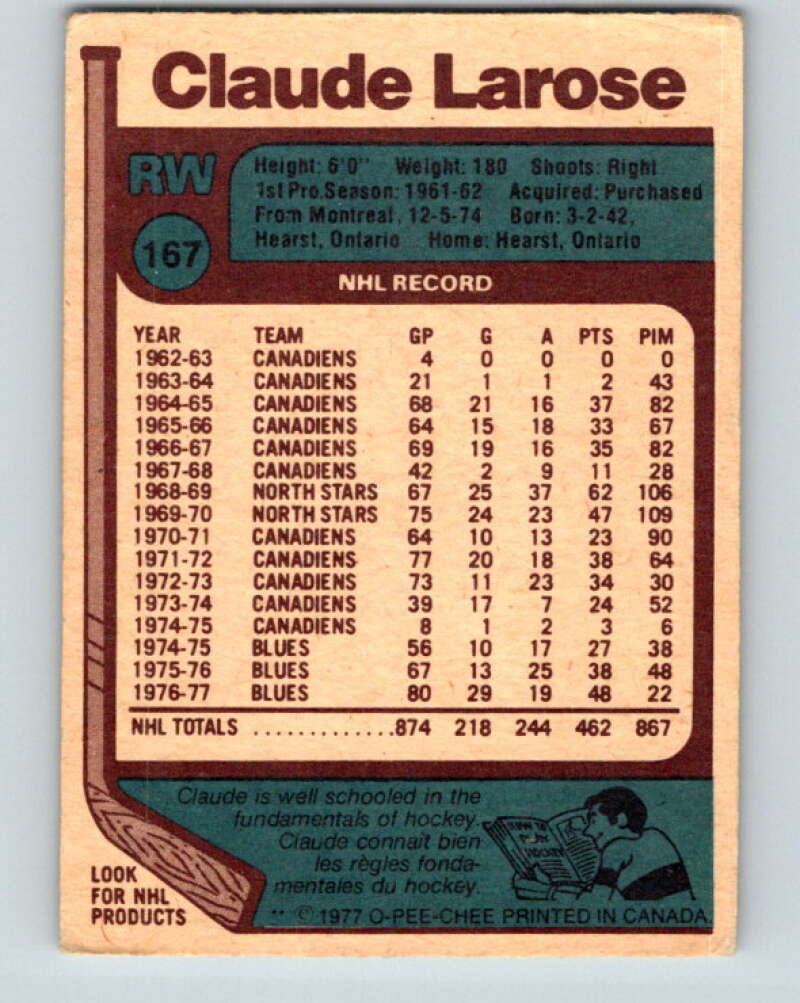 Claude Larose
RW
167
Height: 6'0" Weight: 180 Shoots: Right
1st Pro.Season: 1961-62 Acquired: Purchased
From Montreal, 12-5-74 Born: 3-2-42,
Hearst, Ontario Home: Hearst, Ontario
NHL RECORD
YEAR TEAM GP G A PTS PIM
1962-63 CANADIENS 4 0 0 0 0
1963-64 CANADIENS 21 1 1 2 43
1964-65 CANADIENS 68 21 16 37 82
1965-66 CANADIENS 64 15 18 33 67
1966-67 CANADIENS 69 19 16 35 82
1967-68 CANADIENS 42 2 9 11 28
1968-69 NORTH STARS 67 25 37 62 106
1969-70 NORTH STARS 75 24 23 47 109
1970-71 CANADIENS 64 10 13 23 90
1971-72 CANADIENS 77 20 18 38 64
1972-73 CANADIENS 73 11 23 34 30
1973-74 CANADIENS 39 17 7 24 52
1974-75 CANADIENS 8 1 2 3 6
1974-75 BLUES 56 10 17 27 38
1975-76 BLUES 67 13 25 38 48
1976-77 BLUES 80 29 19 48 22
NHL TOTALS .............874 218 244 462 867
Claude is well schooled in the
fundamentals of hockey.
Claude connaît bien
les règles fonda-
mentales du hockey.
HOW TO
PLAY
HOCKEY
LOOK
FOR NHL
PRODUCTS
** © 1977 O-PEE-CHEE PRINTED IN CANADA.